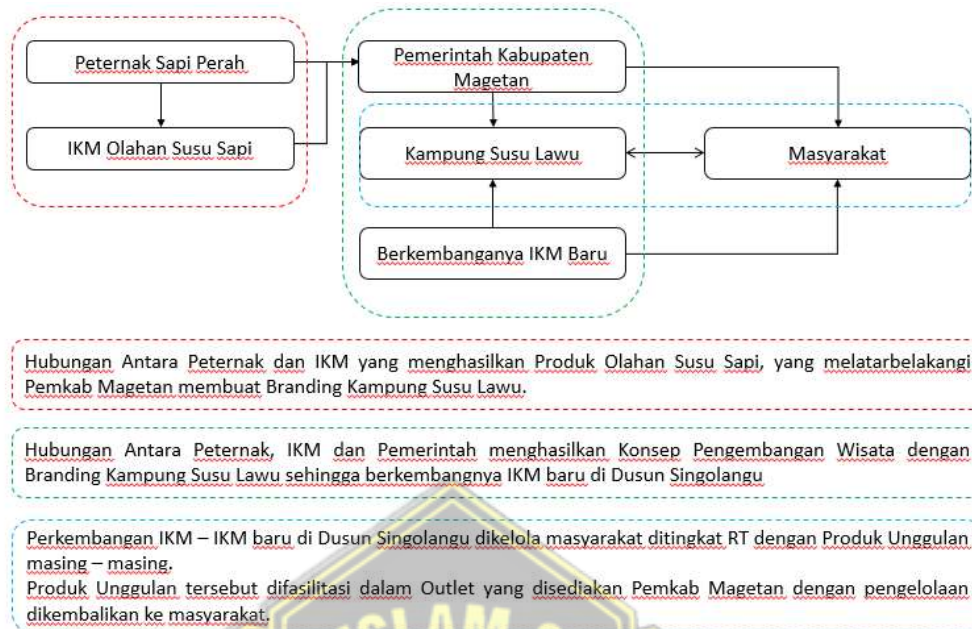 Peternak Sapi Perah
Pemerintah Kabupaten
Magetan
IKM Olahan Susu Sapi
Kampung Susu Lawu
Masyarakat
Berkembanganya IKM Baru
Hubungan Antara Peternak dan IKM yang menghasilkan Produk Olahan Susu Sapi, yang melatarbelakangi
Pemkab Magetan membuat Branding Kampung Susu Lawu.
Hubungan Antara Peternak, IKM dan Pemerintah menghasilkan Konsep Pengembangan Wisata dengan
Branding Kampung Susu Lawu sehingga berkembgnya IKM baru di Dusun Singolangu
Perkembangan IKM – IKM baru di Dusun Singolangu dikelola masyarakat ditingkat RT dengan Produk Unggulan
masing – masing.
Produk Unggulan tersebut difasilitasi dalam Outlet yang disediakan Pemkab Magetan dengan pengelolaan
dikembalikan ke masyarakat.
ISLAM